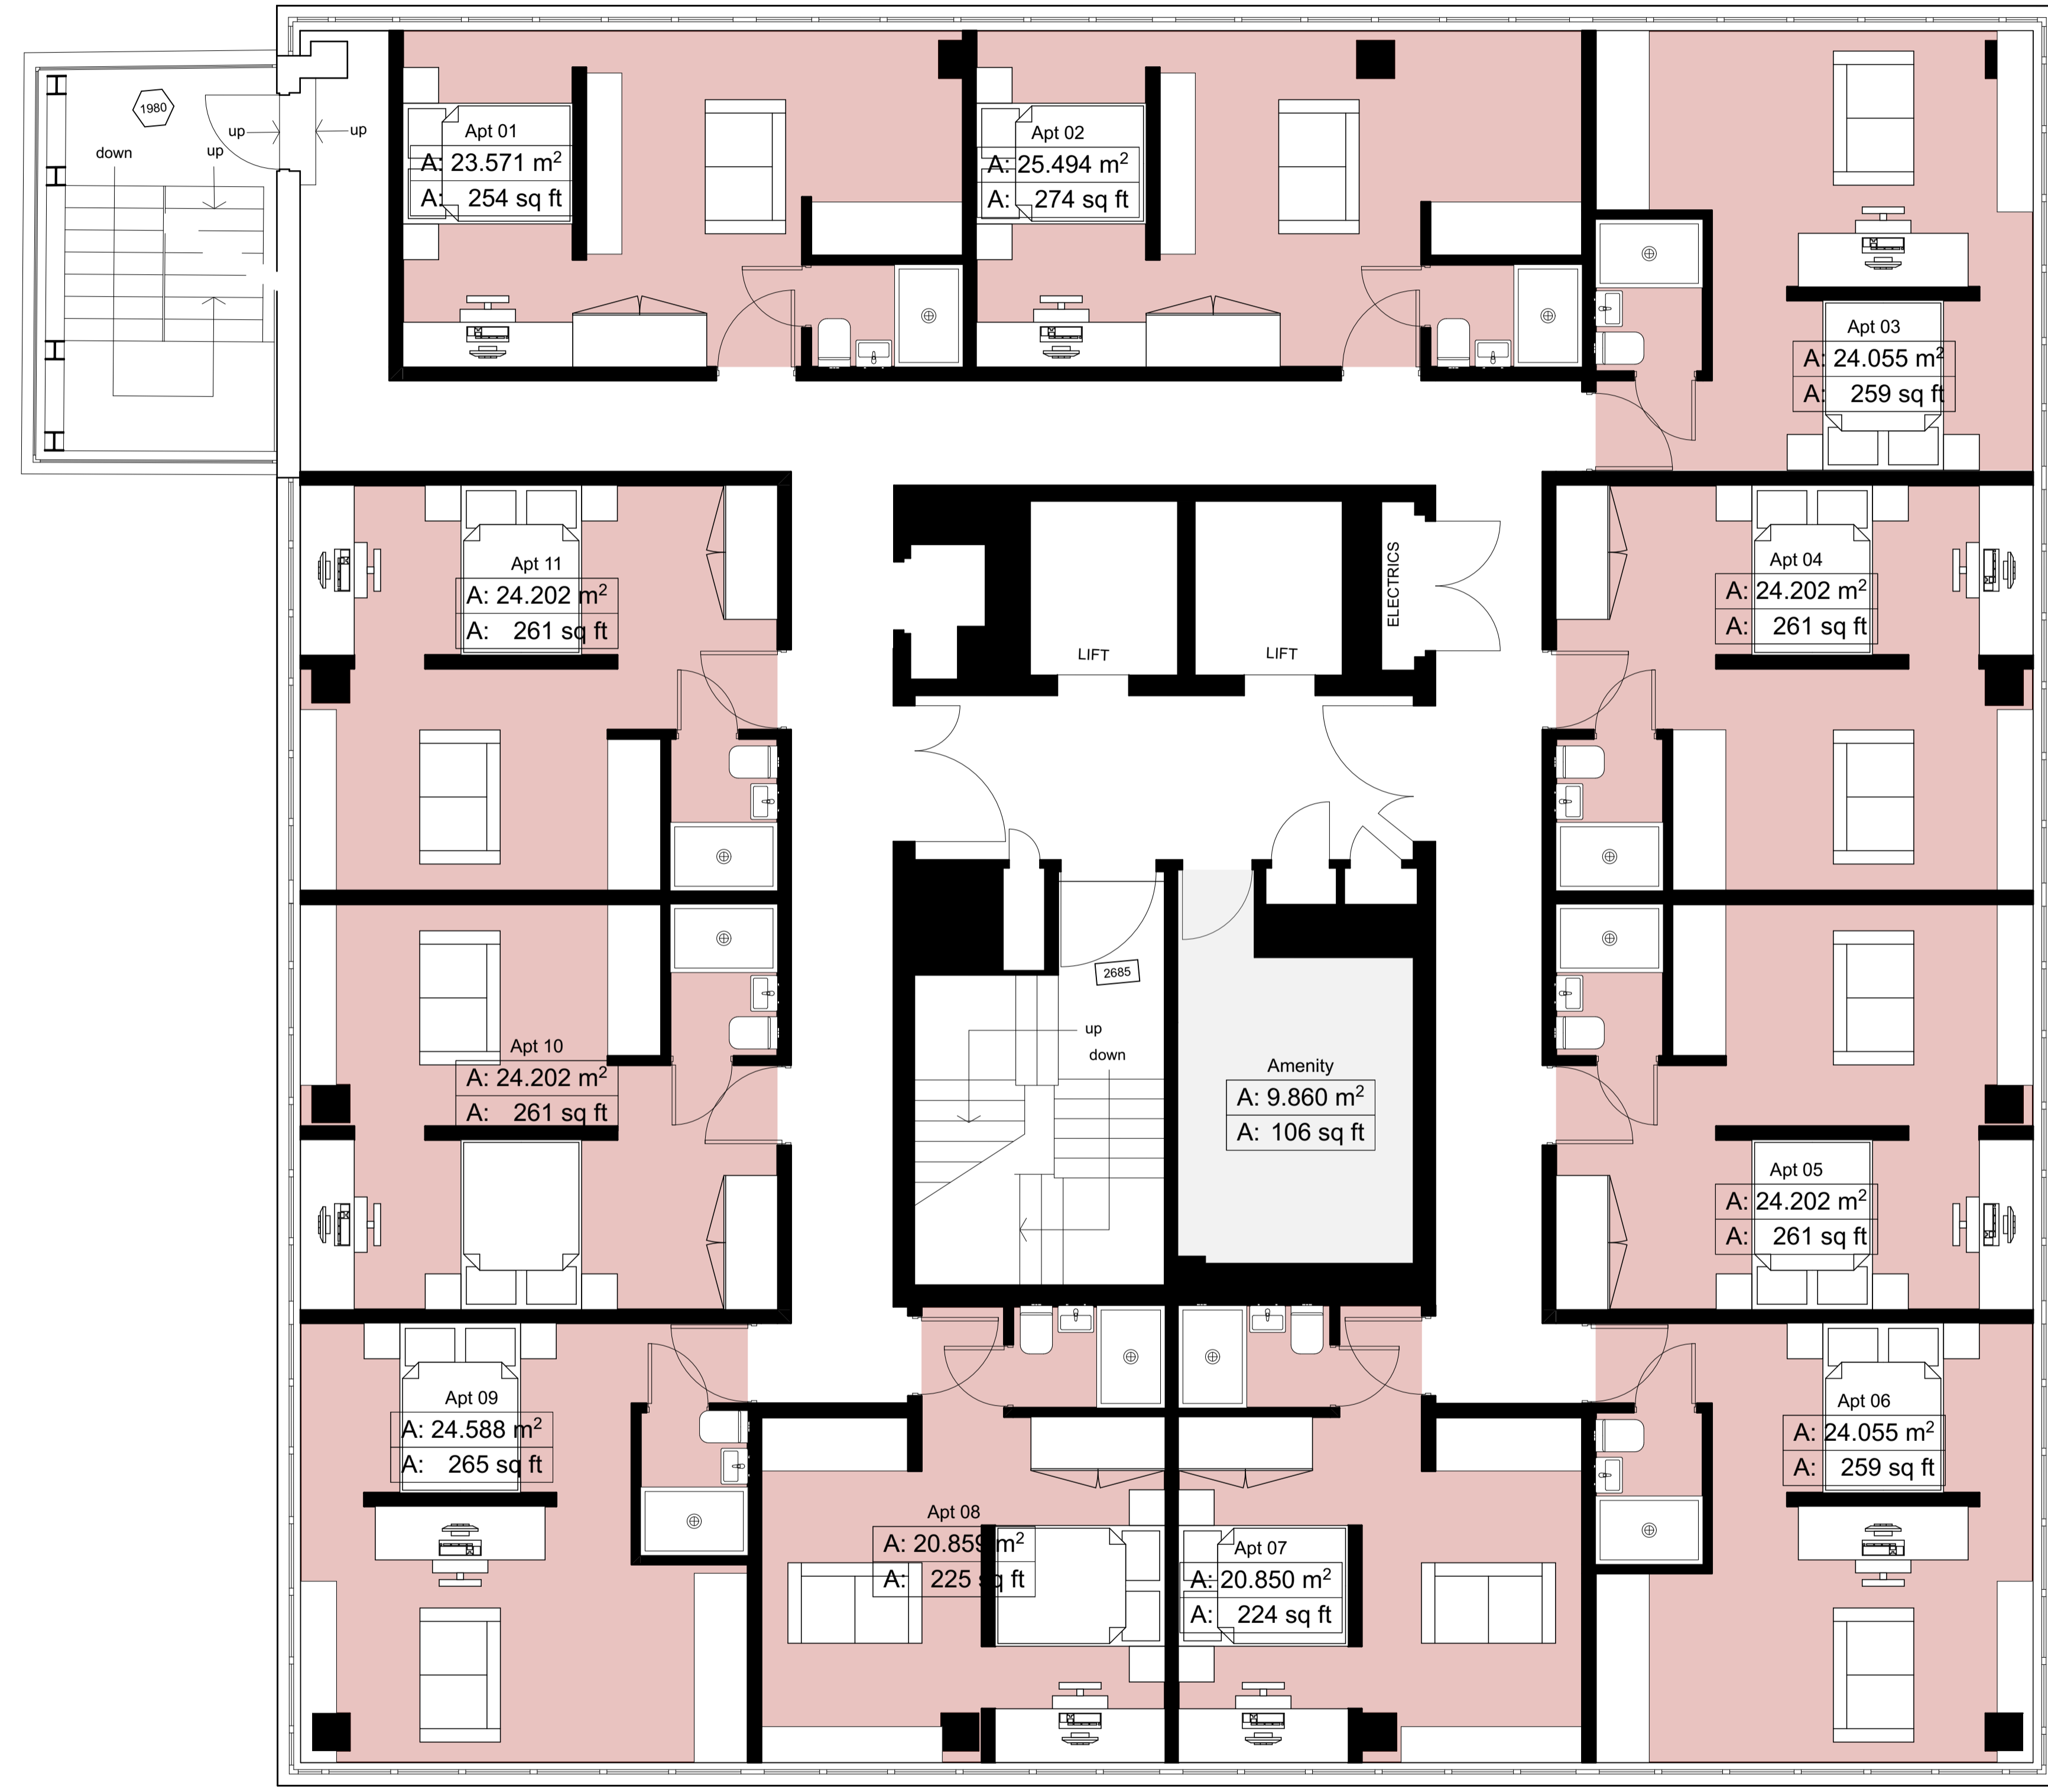 1980
up
up
down
up
Apt 01
A: 23.571 m²
A: 254 sq ft
Apt 02
A: 25.494 m²
A: 274 sq ft
Apt 03
A: 24.055 m²
A: 259 sq ft
Apt 11
A: 24.202 m²
A: 261 sq ft
ELECTRICS
LIFT
LIFT
Apt 04
A: 24.202 m²
A: 261 sq ft
2685
up
down
Amenity
A: 9.860 m²
A: 106 sq ft
Apt 10
A: 24.202 m²
A: 261 sq ft
Apt 05
A: 24.202 m²
A: 261 sq ft
Apt 09
A: 24.588 m²
A: 265 sq ft
Apt 08
A: 20.859 m²
A: 225 sq ft
Apt 07
A: 20.850 m²
A: 224 sq ft
Apt 06
A: 24.055 m²
A: 259 sq ft